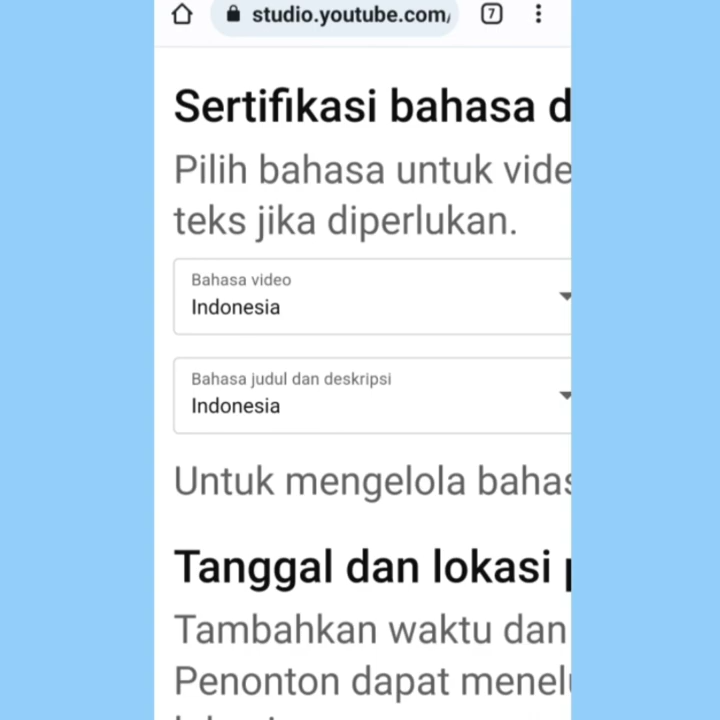 studio.youtube.com/
7
Sertifikasi bahasa d
Pilih bahasa untuk vide
teks jika diperlukan.
Bahasa video
Indonesia
Bahasa judul dan deskripsi
Indonesia
Untuk mengelola bahas
Tanggal dan lokasi
Tambahkan waktu dan
Penonton dapat menel